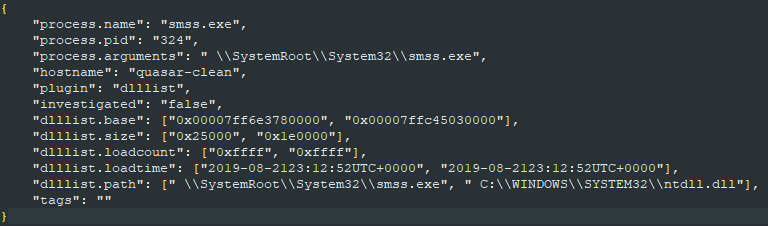 {
"process.name": "smss.exe",
"process.pid": "324",
"process.arguments": " \\SystemRoot\\System32\\smss.exe",
"hostname": "quasar-clean",
"plugin": "dlllist",
"investigated": "false",
"dlllist.base": ["0x00007ff6e3780000", "0x00007ffc45030000"],
"dlllist.size": ["0x25000", "0x1e0000"],
"dlllist.loadcount": ["0xffff", "0xffff"],
"dlllist.loadtime": ["2019-08-2123:12:52UTC+0000", "2019-08-2123:12:52UTC+0000"],
"dlllist.path": [" \\SystemRoot\\System32\\smss.exe", " C:\\WINDOWS\\SYSTEM32\\ntdll.dll"],
"tags": ""
}